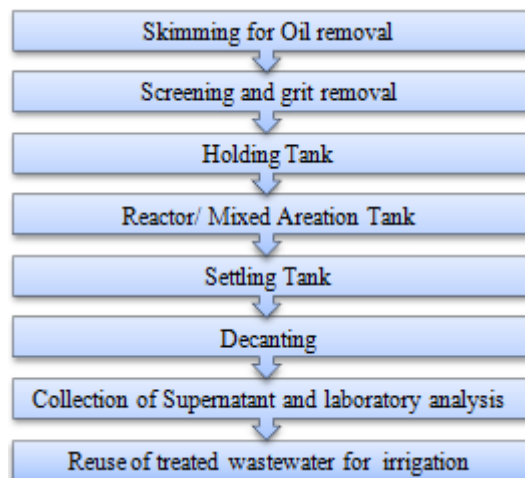 Skimming for Oil removal
Screening and grit removal
Holding Tank
Reactor/ Mixed Areation Tank
Settling Tank
Decanting
Collection of Supernatant and laboratory analysis
Reuse of treated wastewater for irrigation